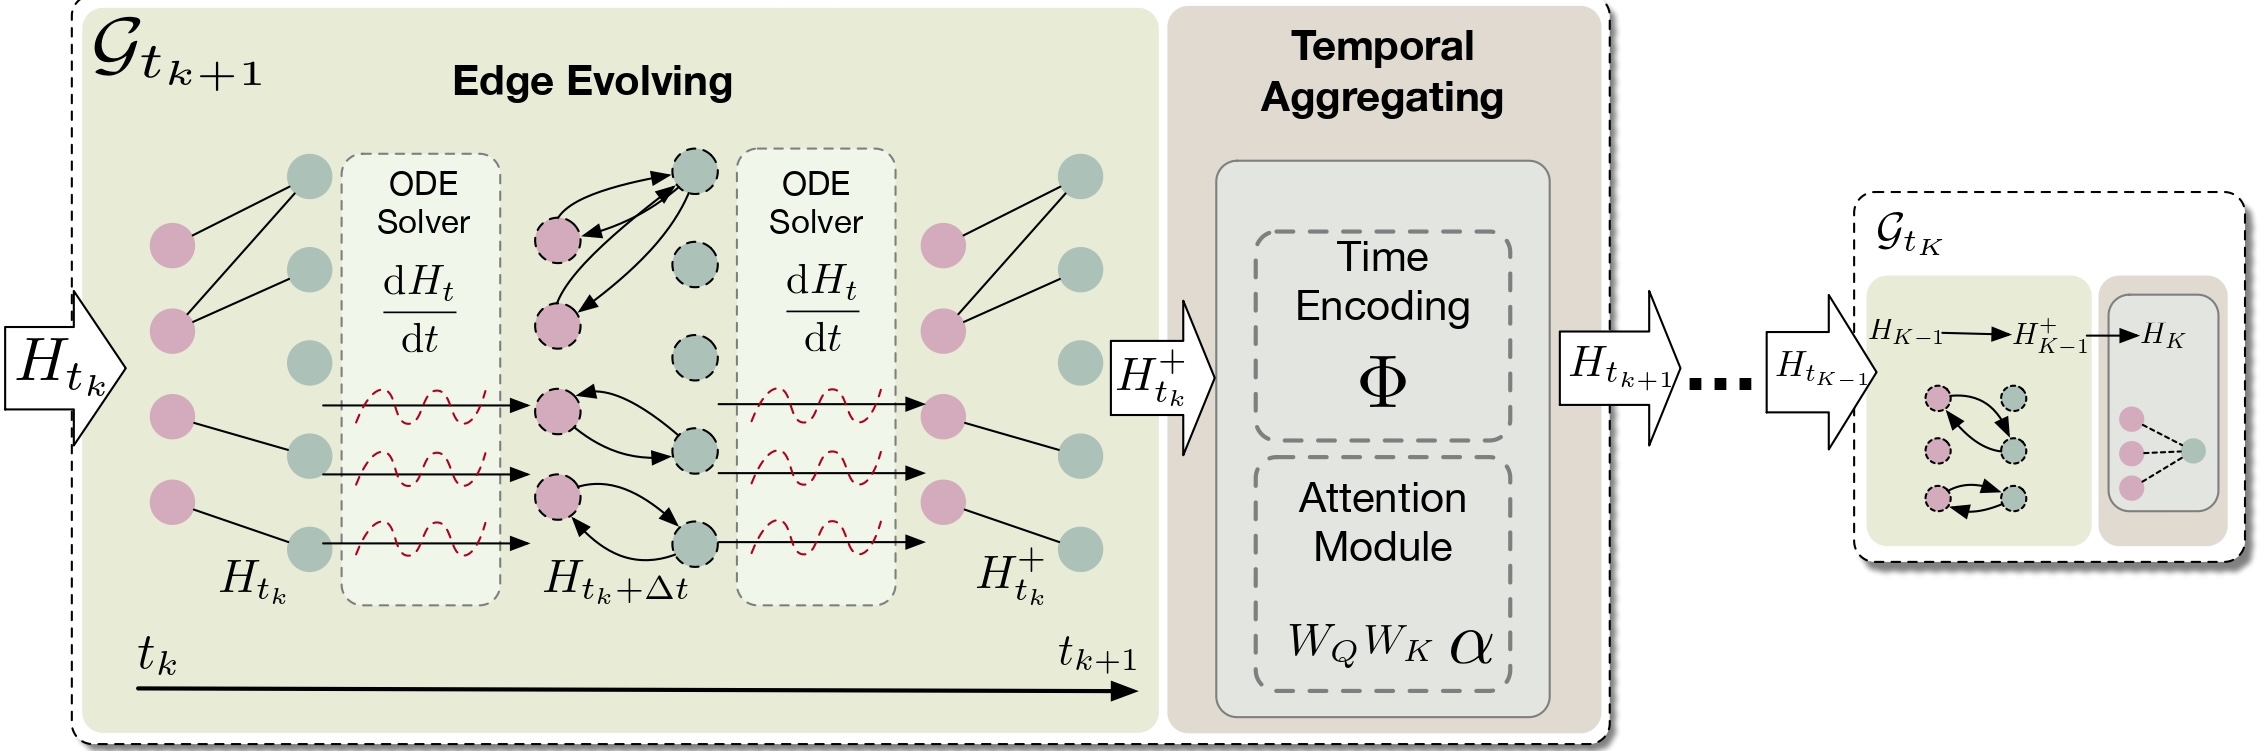 $\mathcal{G}_{t_{k+1}}$
Edge Evolving
Temporal
Aggregating
$H_{t_k}$
ODE
Solver
$\frac{\mathrm{d}H_t}{\mathrm{d}t}$
ODE
Solver
$\frac{\mathrm{d}H_t}{\mathrm{d}t}$
$H_{t_k}$
$H_{t_k+\Delta t}$
$H_{t_k}^+$
$t_k$
$t_{k+1}$
$H_{t_k}^+$
Time
Encoding
$\Phi$
Attention
Module
$W_Q W_K \alpha$
$H_{t_{k+1}}$
...
$H_{t_{K-1}}$
$\mathcal{G}_{t_K}$
$H_{K-1}$ $H_{K-1}^+$ $H_K$